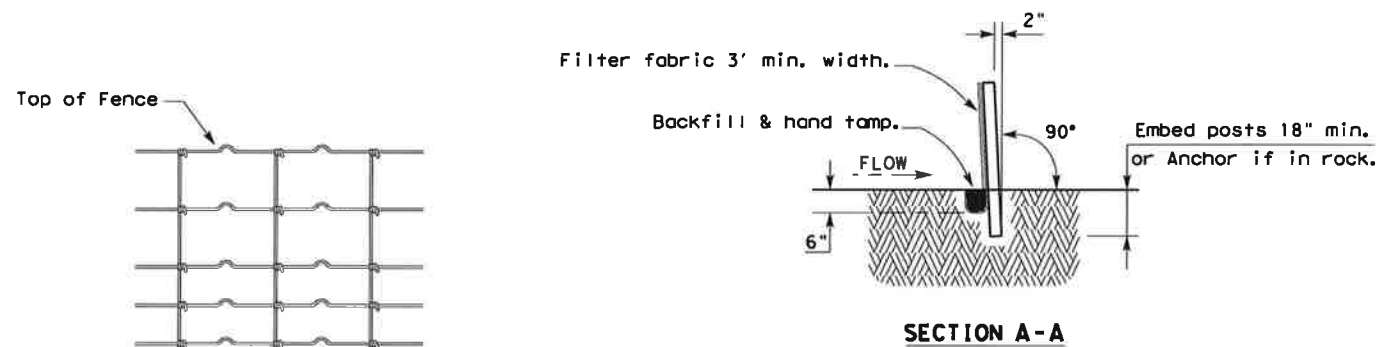 Top of Fence
2"
Filter fabric 3' min. width.
Backfill & hand tamp.
90°
Embed posts 18" min.
or Anchor if in rock.
FLOW
6"
SECTION A-A